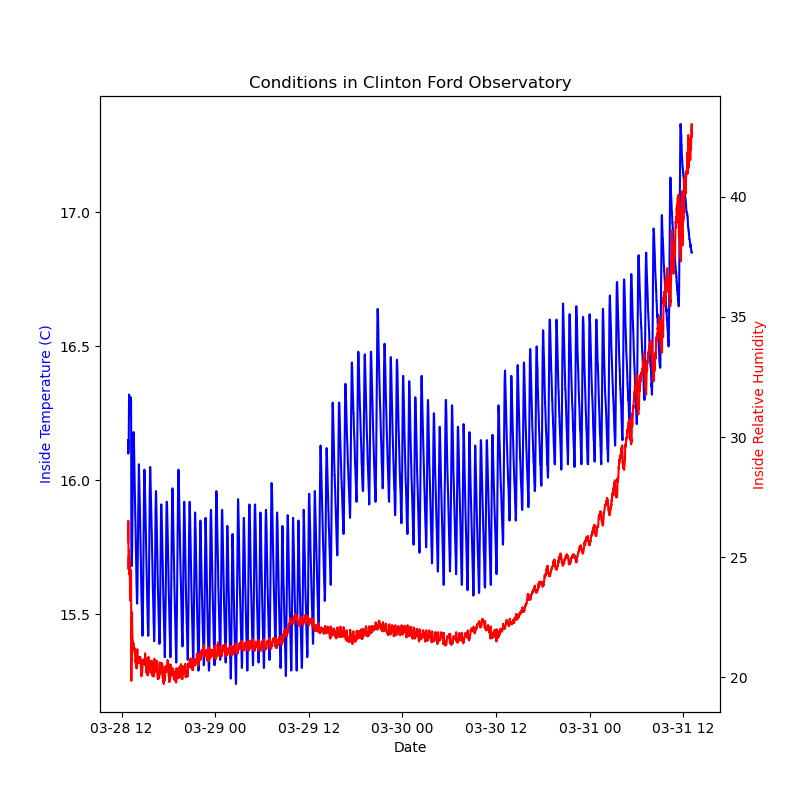 Conditions in Clinton Ford Observatory
Inside Temperature (C)
17.0
16.5
16.0
15.5
40
35
30
25
20
Inside Relative Humidity
03-28 12 03-29 00 03-29 12 03-30 00 03-30 12 03-31 00 03-31 12
Date